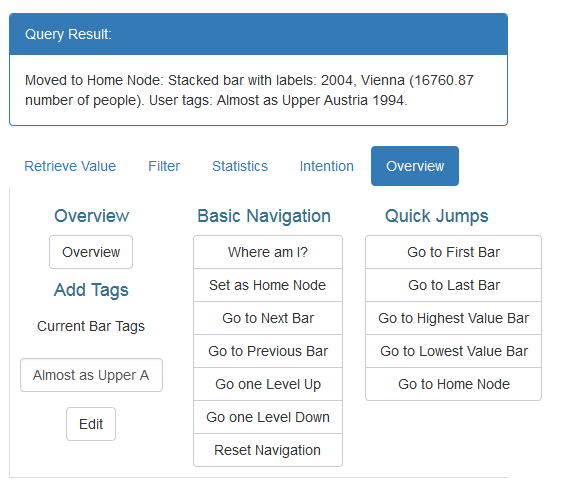 Query Result:
Moved to Home Node: Stacked bar with labels: 2004, Vienna (16760.87
number of people). User tags: Almost as Upper Austria 1994.
Retrieve Value Filter Statistics Intention Overview
Overview
Overview
Add Tags
Current Bar Tags
Almost as Upper A
Edit
Basic Navigation
Where am I?
Set as Home Node
Go to Next Bar
Go to Previous Bar
Go one Level Up
Go one Level Down
Reset Navigation
Quick Jumps
Go to First Bar
Go to Last Bar
Go to Highest Value Bar
Go to Lowest Value Bar
Go to Home Node